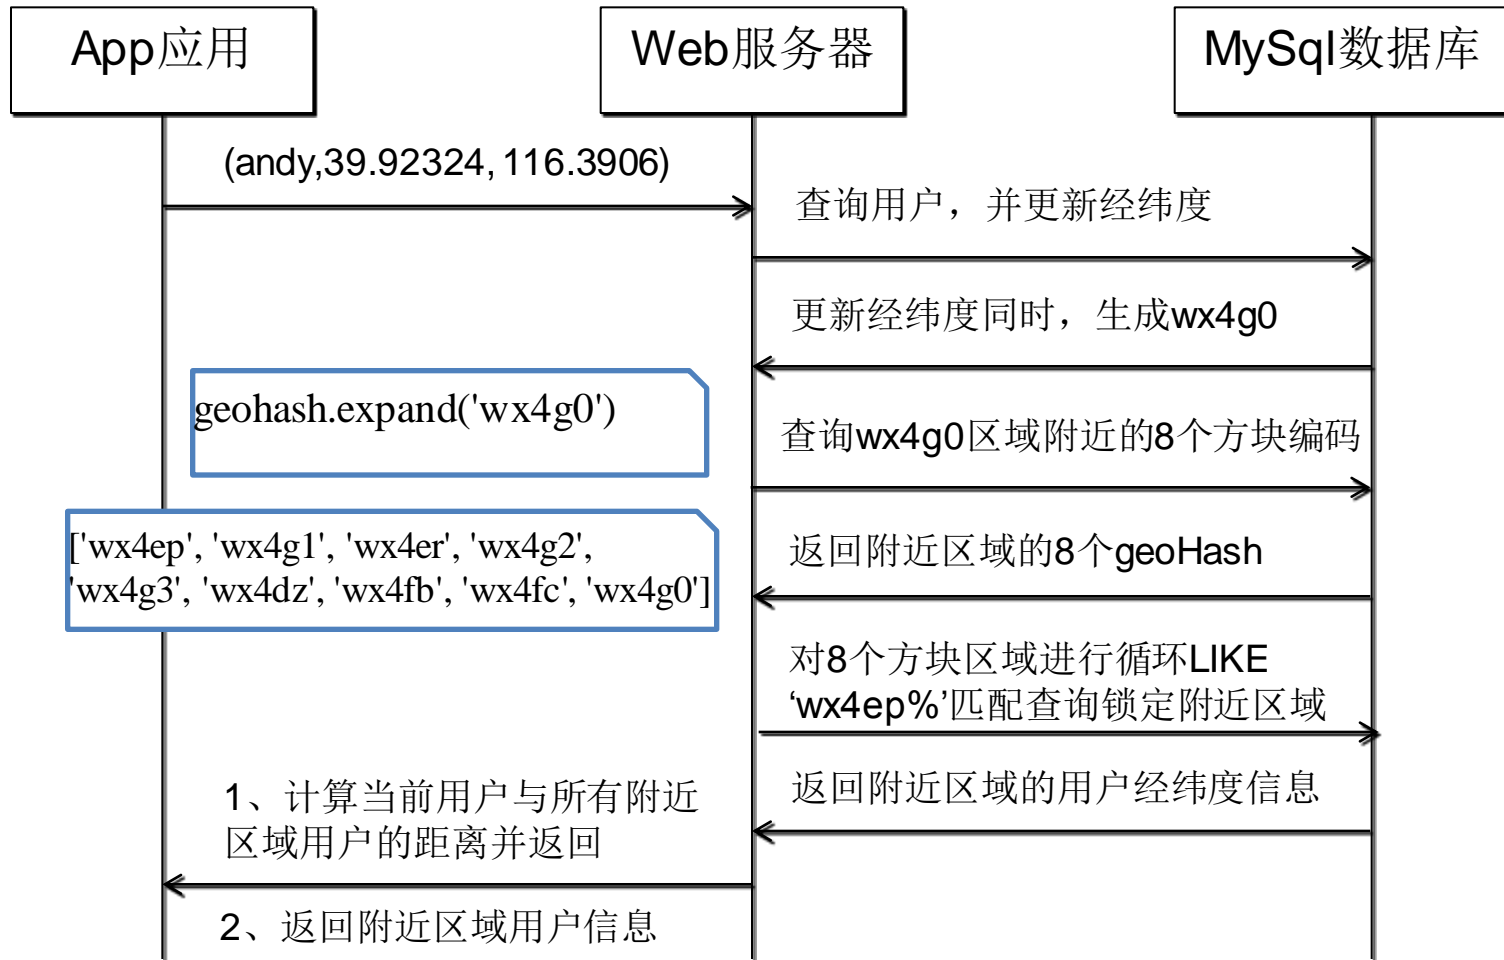 App应用
Web服务器
MySql数据库
(andy,39.92324, 116.3906)
查询用户，并更新经纬度
更新经纬度同时，生成wx4g0
geohash.expand('wx4g0')
查询wx4g0区域附近的8个方块编码
['wx4ep', 'wx4g1', 'wx4er', 'wx4g2',
'wx4g3', 'wx4dz', 'wx4fb', 'wx4fc', 'wx4g0']
返回附近区域的8个geoHash
对8个方块区域进行循环LIKE
‘wx4ep%’匹配查询锁定附近区域
返回附近区域的用户经纬度信息
1、计算当前用户与所有附近
区域用户的距离并返回
2、返回附近区域用户信息